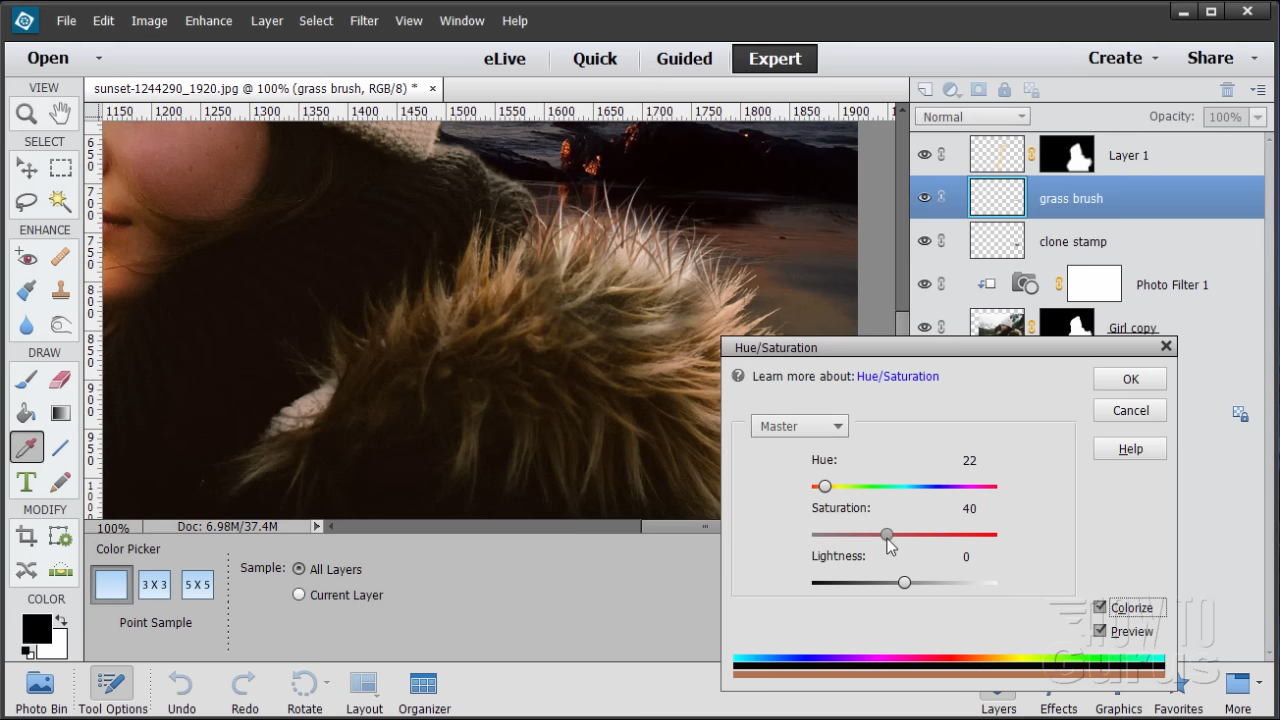 File Edit Image Enhance Layer Select Filter View Window Help
Open eLive Quick Guided Expert Create Share
VIEW
sunset-1244290_1920.jpg @ 100% (grass brush, RGB/8) * ×
1150 1200 1250 1300 1350 1400 1450 1500 1550 1600 1650 1700 1750 1800 1850 1900
Normal Opacity: 100%
SELECT
Layer 1
grass brush
ENHANCE
clone stamp
Photo Filter 1
Girl copy
DRAW
Hue/Saturation
Learn more about: Hue/Saturation
OK
Cancel
Master
Help
Hue: 22
Saturation: 40
Lightness: 0
Colorize
Preview
T
MODIFY
100% Doc: 6.98M/37.4M
Color Picker
Sample: All Layers
3 X 3 5 X 5
Current Layer
Point Sample
COLOR
HOWTO
Gurus
Photo Bin Tool Options Undo Redo Rotate Layout Organizer Layers Effects Graphics Favorites More